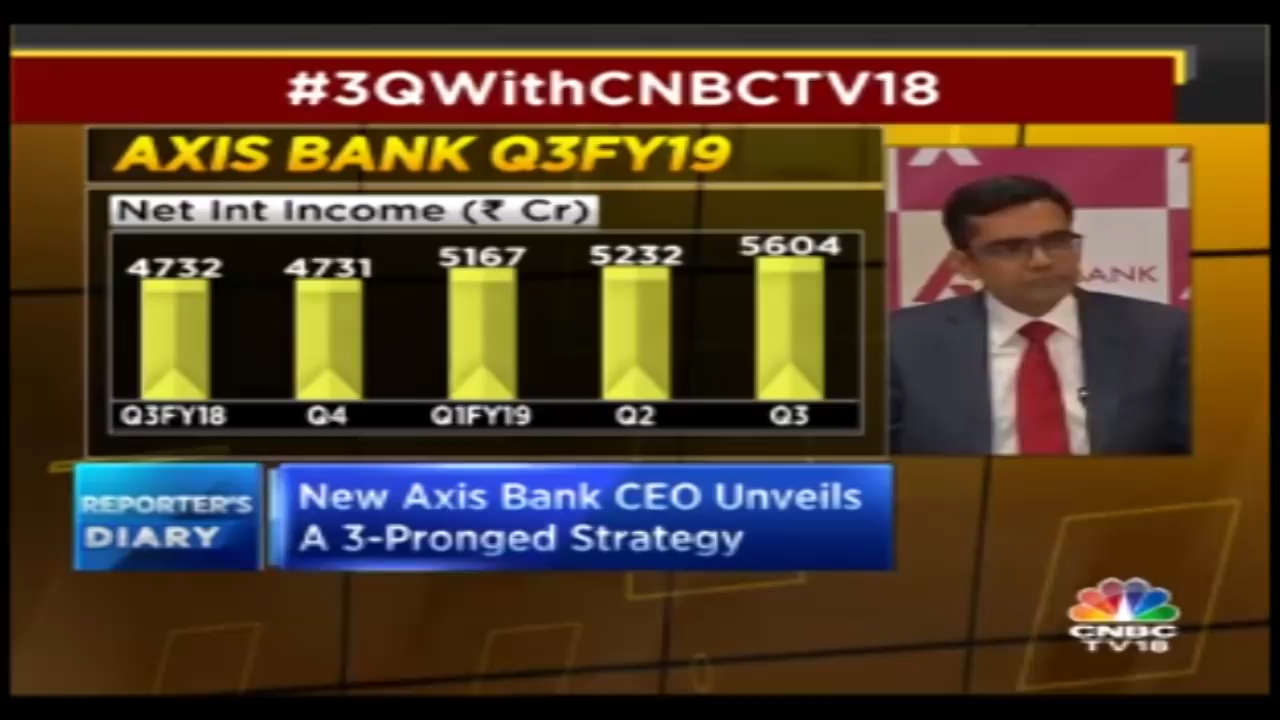 #3QWithCNBCTV18
AXIS BANK Q3FY19
Net Int Income (₹ Cr)
4732 4731 5167 5232 5604
Q3FY18 Q4 Q1FY19 Q2 Q3
ANK
REPORTER'S
DIARY
New Axis Bank CEO Unveils
A 3-Pronged Strategy
CNBC
TV18